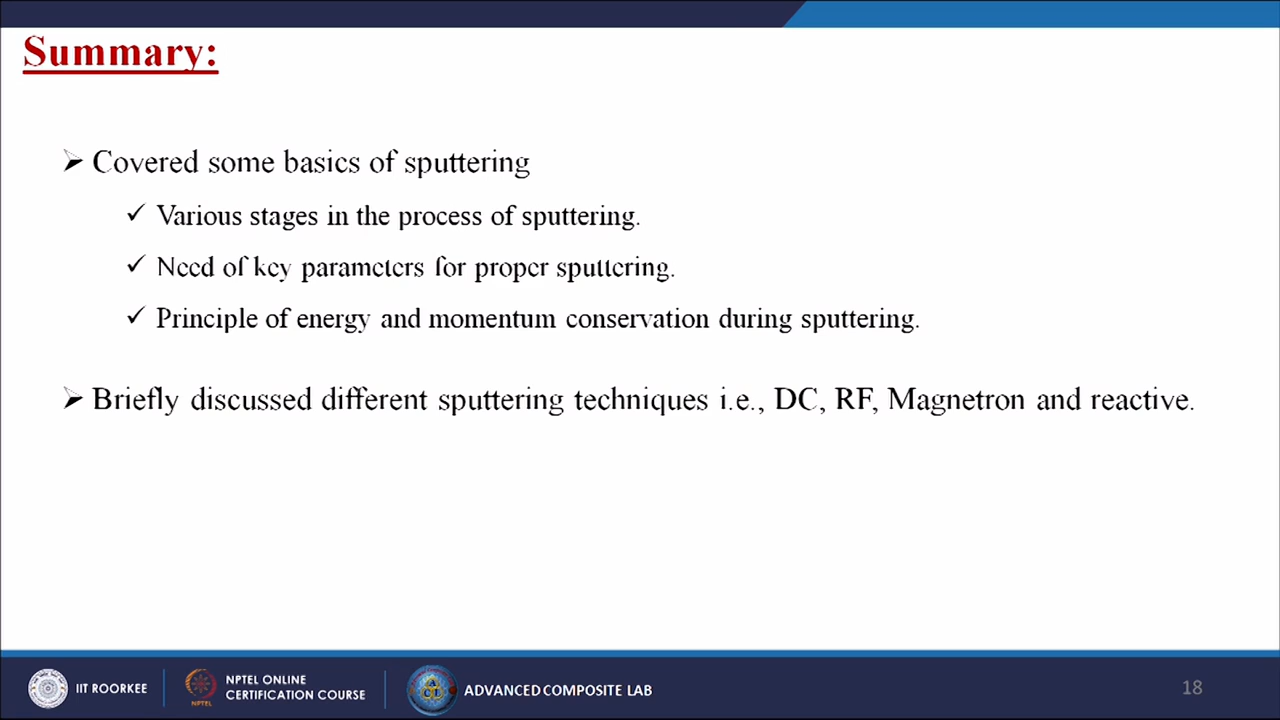 Summary:
Covered some basics of sputtering
Various stages in the process of sputtering.
Need of key parameters for proper sputtering.
Principle of energy and momentum conservation during sputtering.
Briefly discussed different sputtering techniques i.e., DC, RF, Magnetron and reactive.
IIT ROORKEE
NPTEL
NPTEL ONLINE
CERTIFICATION COURSE
ADVANCED COMPOSITE LAB
18